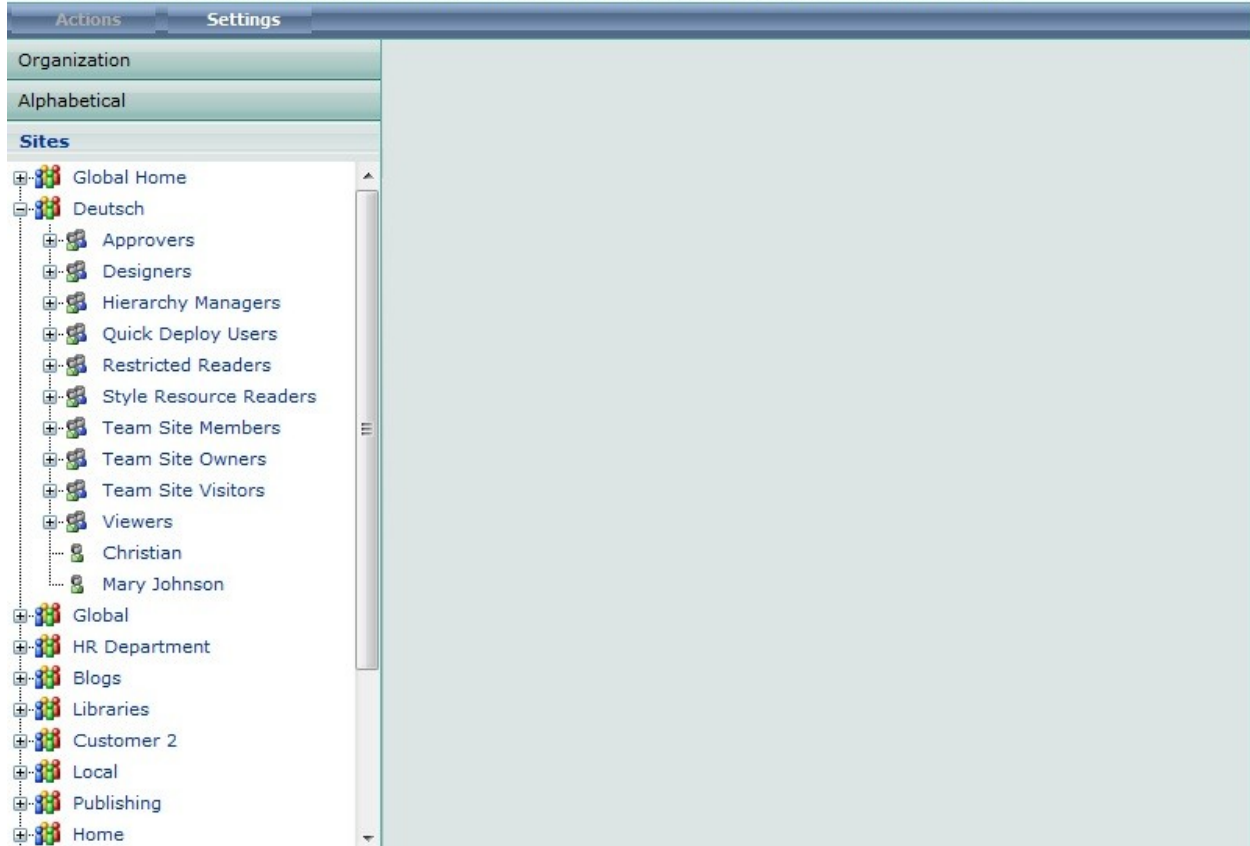 Actions Settings
Organization
Alphabetical
Sites
Global Home
Deutsch
Approvers
Designers
Hierarchy Managers
Quick Deploy Users
Restricted Readers
Style Resource Readers
Team Site Members
Team Site Owners
Team Site Visitors
Viewers
Christian
Mary Johnson
Global
HR Department
Blogs
Libraries
Customer 2
Local
Publishing
Home